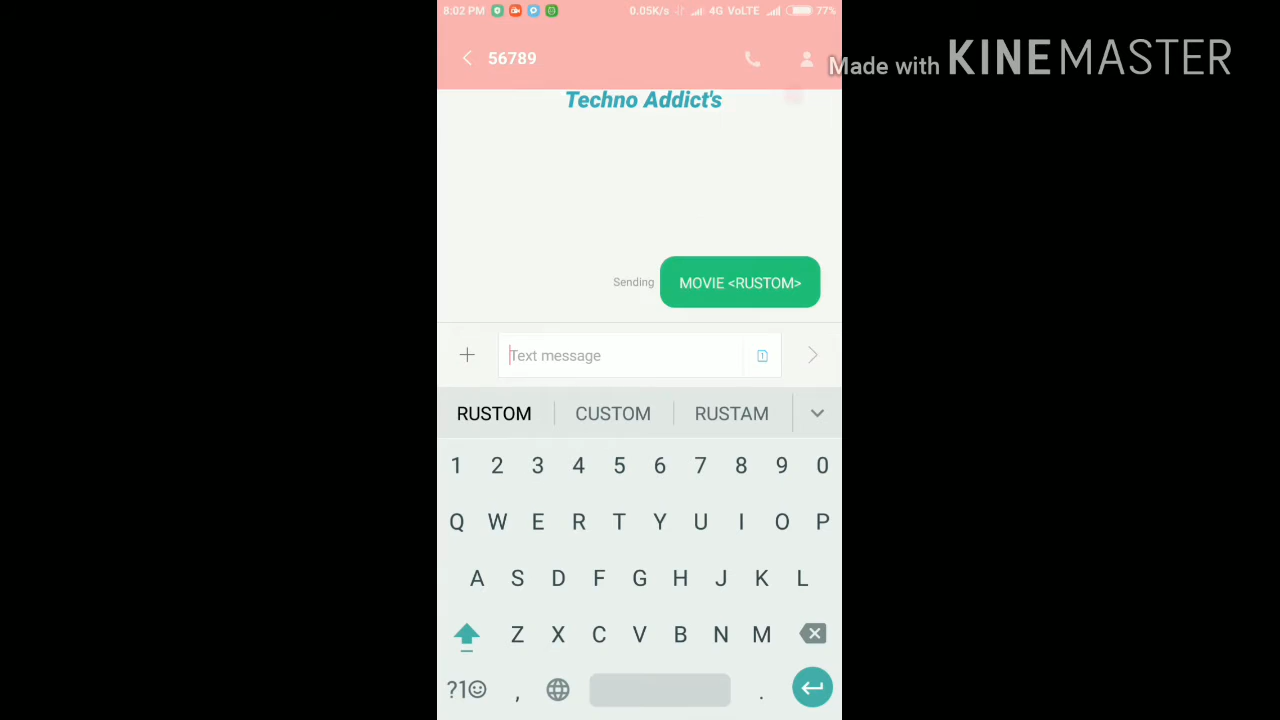 8:02 PM 0.05K/s 4G VoLTE 77%
56789
Made with KINEMASTER
Techno Addict's
Sending MOVIE <RUSTOM>
Text message
RUSTOM CUSTOM RUSTAM
1 2 3 4 5 6 7 8 9 0
Q W E R T Y U I O P
A S D F G H J K L
Z X C V B N M
?1☺ , .